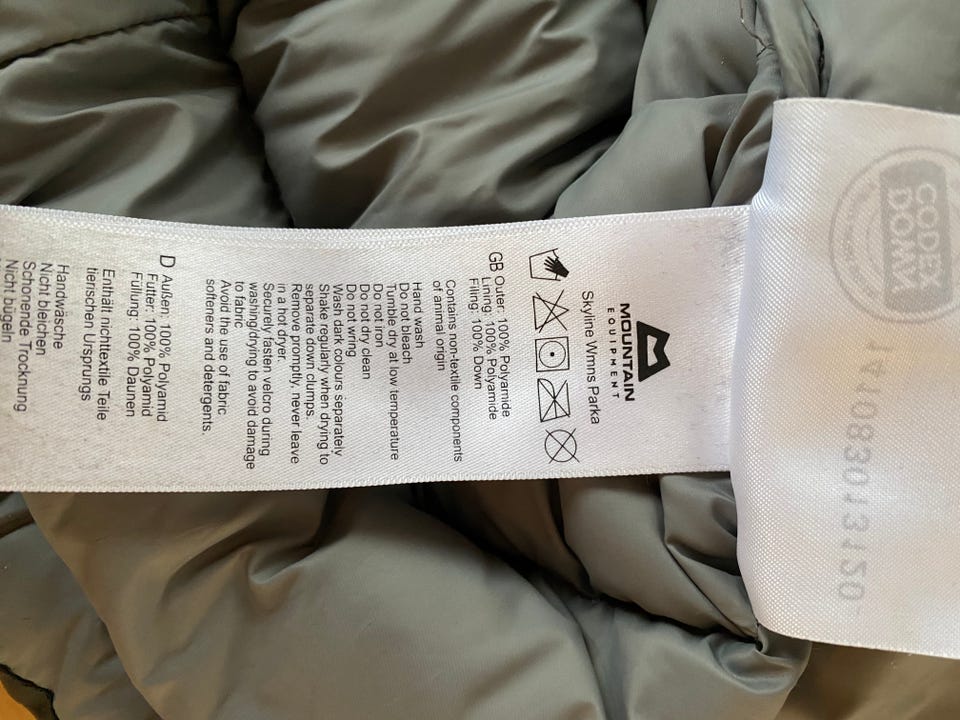 MOUNTAIN
EQUIPMENT
Skyline Wmns Parka
GB Outer: 100% Polyamide
Lining: 100% Polyamide
Filling: 100% Down
Contains non-textile components
of animal origin
Hand wash
Do not bleach
Tumble dry at low temperature
Do not iron
Do not dry clean
Do not wring
Wash dark colours separately
Shake regularly when drying to
separate down clumps.
Remove promptly, never leave
in a hot dryer.
Securely fasten velcro during
washing/drying to avoid damage
to fabric
Avoid the use of fabric
softeners and detergents.
D Außen: 100% Polyamid
Futter: 100% Polyamid
Füllung: 100% Daunen
Enthält nichttextile Teile
tierischen Ursprungs
Handwäsche
Nicht bleichen
Schonende Trocknung
Nicht bügeln
DOWN
CODEX